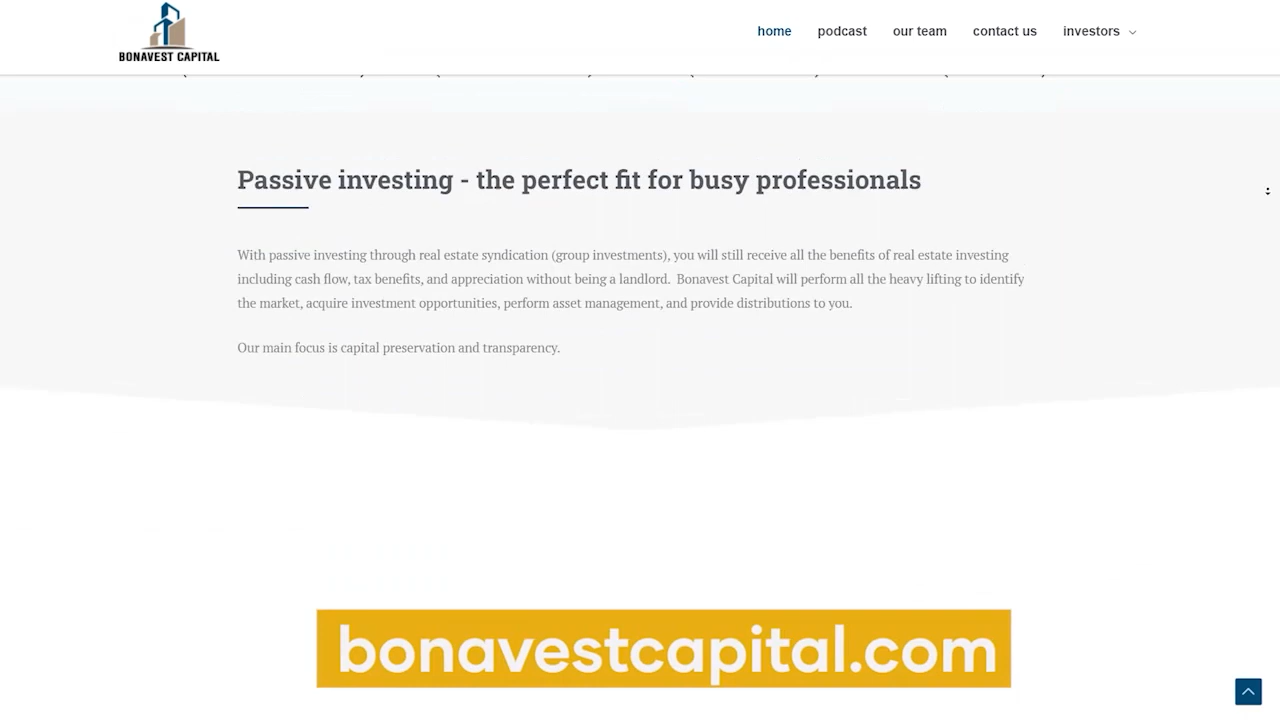 BONAVEST CAPITAL
home podcast our team contact us investors
Passive investing - the perfect fit for busy professionals
With passive investing through real estate syndication (group investments), you will still receive all the benefits of real estate investing
including cash flow, tax benefits, and appreciation without being a landlord. Bonavest Capital will perform all the heavy lifting to identify
the market, acquire investment opportunities, perform asset management, and provide distributions to you.
Our main focus is capital preservation and transparency.
bonavestcapital.com